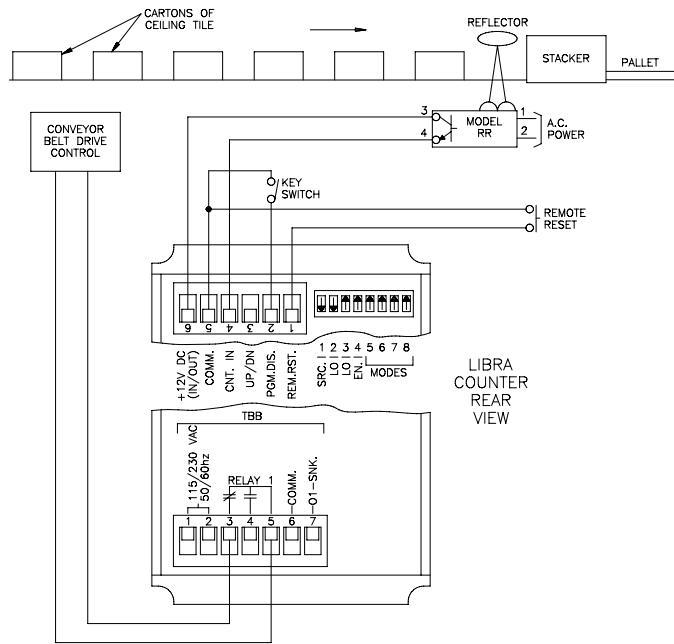 CARTONS OF
CEILING TILE
REFLECTOR
STACKER
PALLET
CONVEYOR
BELT DRIVE
CONTROL
3
4
MODEL
RR
1
2
A.C.
POWER
KEY
SWITCH
REMOTE
RESET
6 5 4 3 2 1
+12V DC
(IN/OUT)
COMM.
CNT. IN
UP/DN
PGM.DIS.
REM.RST.
1 2 3 4 5 6 7 8
SRC.
LO
LO
EN.
MODES
LIBRA
COUNTER
REAR
VIEW
TBB
115/230 VAC
50/60hz
RELAY 1
COMM.
O1-SNK.
1 2 3 4 5 6 7